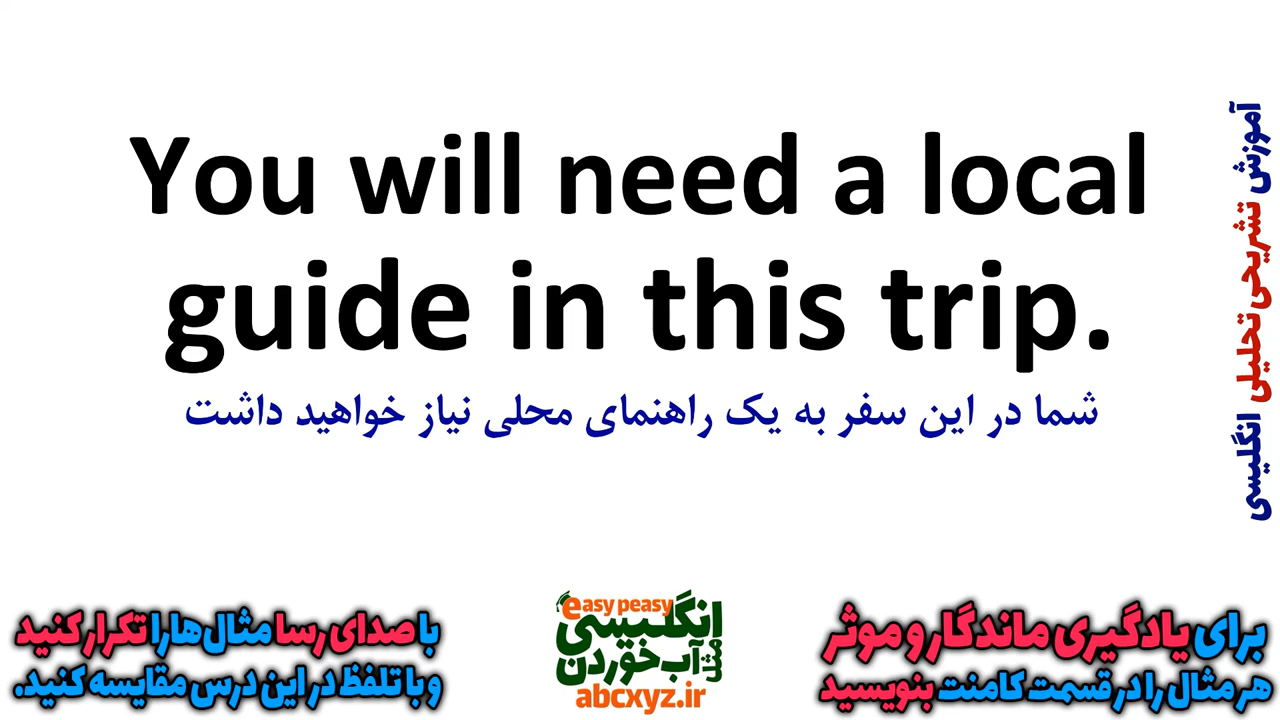 You will need a local
guide in this trip.
شما در این سفر به یک راهنمای محلی نیاز خواهید داشت
آموزش تشریحی تحلیلی انگلیسی
برای یادگیری ماندگار و موثر
هر مثال را در قسمت کامنت بنویسید
easy peasy
انگلیسی
مثل آب خوردن
abcxyz.ir
با صدای رسا مثال‌ها را تکرار کنید
و با تلفظ در این درس مقایسه کنید.